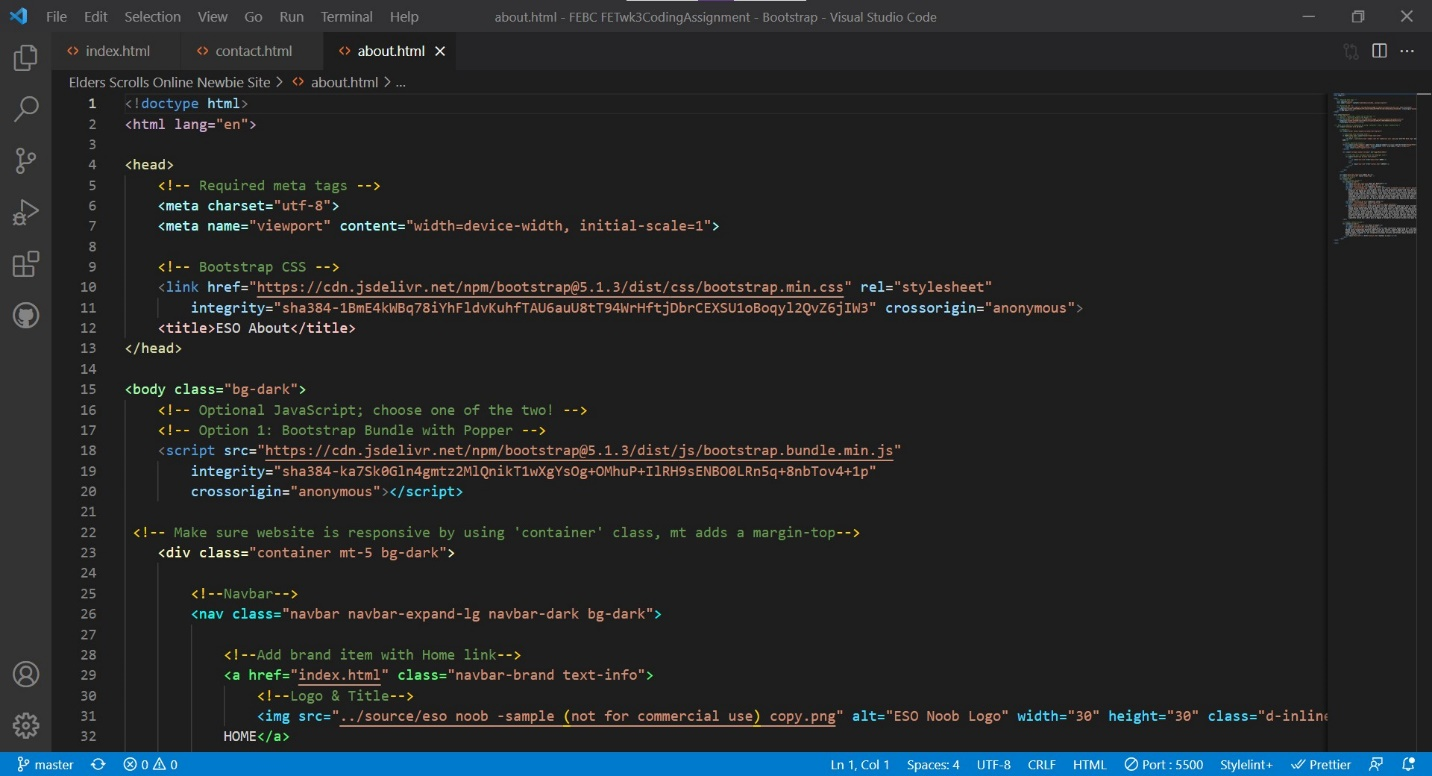 File Edit Selection View Go Run Terminal Help about.html - FEBC FETwk3CodingAssignment - Bootstrap - Visual Studio Code
<> index.html <> contact.html <> about.html
Elders Scrolls Online Newbie Site > <> about.html > ...
1 <!doctype html>
2 <html lang="en">
3
4 <head>
5 <!-- Required meta tags -->
6 <meta charset="utf-8">
7 <meta name="viewport" content="width=device-width, initial-scale=1">
8
9 <!-- Bootstrap CSS -->
10 <link href="https://cdn.jsdelivr.net/npm/bootstrap@5.1.3/dist/css/bootstrap.min.css" rel="stylesheet"
11 integrity="sha384-1BmE4kWBq78iYhFldvKuhfTAU6auU8tT94WrHftjDbrCEXSU1oBoqyl2QvZ6jIW3" crossorigin="anonymous">
12 <title>ESO About</title>
13 </head>
14
15 <body class="bg-dark">
16 <!-- Optional JavaScript; choose one of the two! -->
17 <!-- Option 1: Bootstrap Bundle with Popper -->
18 <script src="https://cdn.jsdelivr.net/npm/bootstrap@5.1.3/dist/js/bootstrap.bundle.min.js"
19 integrity="sha384-ka7Sk0Gln4gmtz2MlQnikT1wXgYsOg+OMhuP+IlRH9sENBO0LRn5q+8nbTov4+1p"
20 crossorigin="anonymous"></script>
21
22 <!-- Make sure website is responsive by using 'container' class, mt adds a margin-top-->
23 <div class="container mt-5 bg-dark">
24
25 <!--Navbar-->
26 <nav class="navbar navbar-expand-lg navbar-dark bg-dark">
27
28 <!--Add brand item with Home link-->
29 <a href="index.html" class="navbar-brand text-info">
30 <!--Logo & Title-->
31 <img src="../source/eso noob -sample (not for commercial use) copy.png" alt="ESO Noob Logo" width="30" height="30" class="d-inline
32 HOME</a>
master 0 0 Ln 1, Col 1 Spaces: 4 UTF-8 CRLF HTML Port : 5500 Stylelint+ Prettier